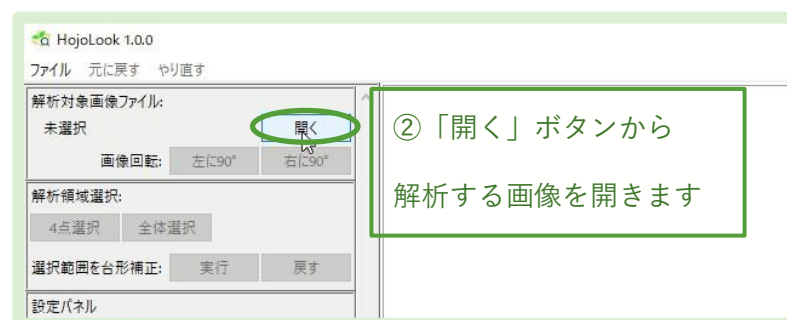 HojoLook 1.0.0
ファイル 元に戻す やり直す
解析対象画像ファイル:
未選択 開く
画像回転: 左に90° 右に90°
解析領域選択:
4点選択 全体選択
選択範囲を台形補正: 実行 戻す
設定パネル
②「開く」ボタンから
解析する画像を開きます